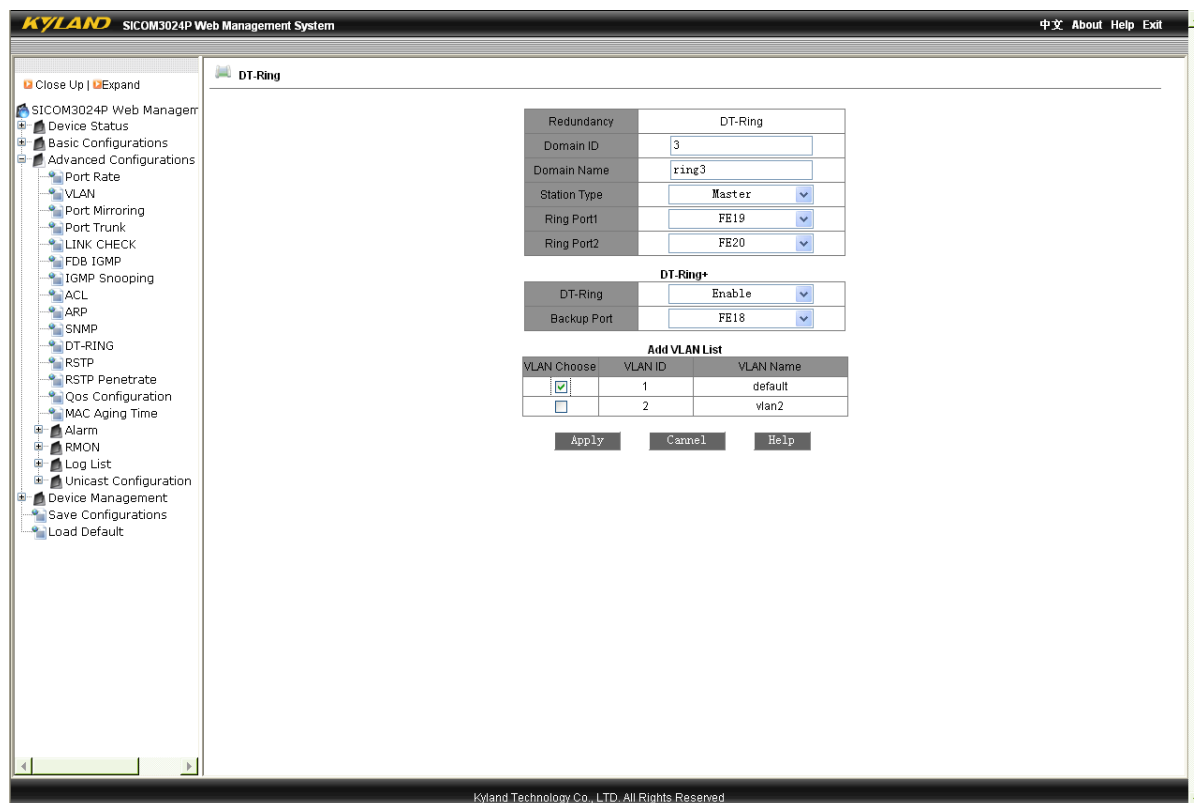 KYLAND SICOM3024P Web Management System 中文 About Help Exit
Close Up | Expand
SICOM3024P Web Managem
Device Status
Basic Configurations
Advanced Configurations
Port Rate
VLAN
Port Mirroring
Port Trunk
LINK CHECK
FDB IGMP
IGMP Snooping
ACL
ARP
SNMP
DT-RING
RSTP
RSTP Penetrate
Qos Configuration
MAC Aging Time
Alarm
RMON
Log List
Unicast Configuration
Device Management
Save Configurations
Load Default
DT-Ring
Redundancy DT-Ring
Domain ID 3
Domain Name ring3
Station Type Master
Ring Port1 FE19
Ring Port2 FE20
DT-Ring+
DT-Ring Enable
Backup Port FE18
Add VLAN List
VLAN Choose VLAN ID VLAN Name
1 default
2 vlan2
Apply Cannel Help
Kyland Technology Co., LTD. All Rights Reserved